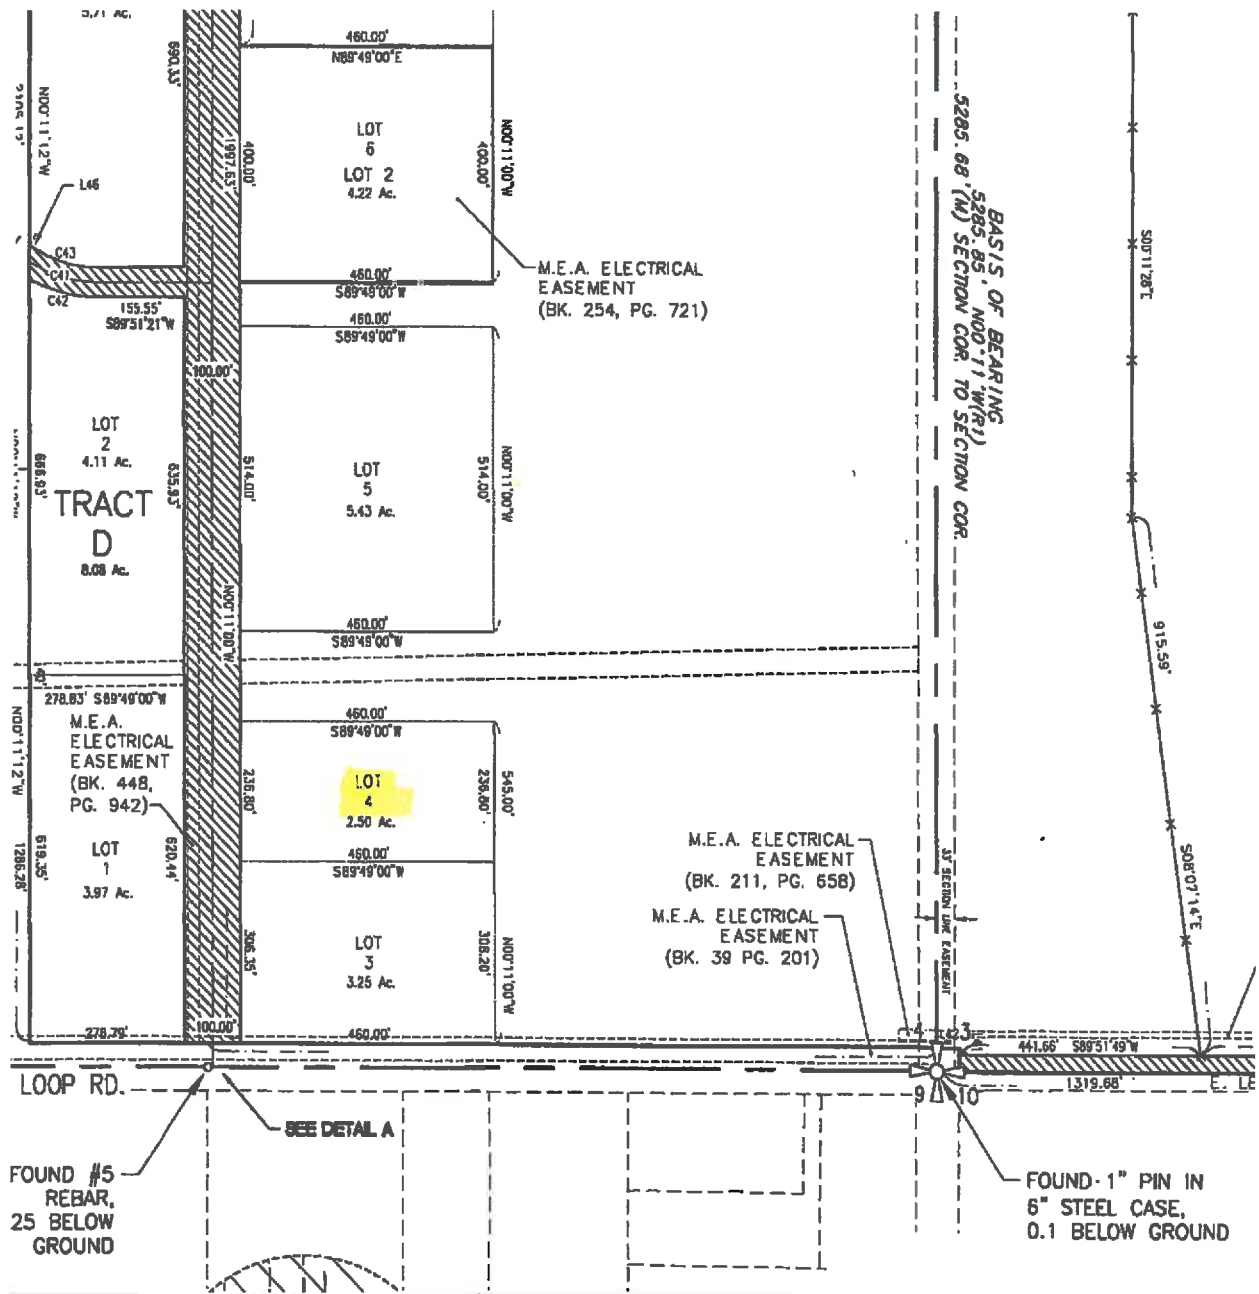 5.71 Ac.
690.33'
N00°11'12"W
L46
C43
C41
C42
155.55'
S89°51'21"W
100.00'
1997.63'
460.00'
N89°49'00"E
400.00'
LOT
6
LOT 2
4.22 Ac.
400.00'
N00°11'00"W
460.00'
S89°49'00"W
M.E.A. ELECTRICAL
EASEMENT
(BK. 254, PG. 721)
BASIS OF BEARING
5285.85', N00°11'W(R1)
5285.68'(M) SECTION COR. TO SECTION COR.
S00°11'28"E
460.00'
S89°49'00"W
LOT
2
4.11 Ac.
TRACT
D
8.08 Ac.
666.93'
635.93'
514.00'
LOT
5
5.43 Ac.
514.00'
N00°11'00"W
460.00'
S89°49'00"W
N00°11'00"W
915.59'
S08°07'14"E
40'
278.83' S89°49'00"W
M.E.A.
ELECTRICAL
EASEMENT
(BK. 448,
PG. 942)
N00°11'12"W
1286.28'
619.35'
LOT
1
3.97 Ac.
620.44'
460.00'
S89°49'00"W
236.80'
LOT
4
2.50 Ac.
236.80'
545.00'
460.00'
S89°49'00"W
306.35'
LOT
3
3.25 Ac.
308.20'
N00°11'00"W
M.E.A. ELECTRICAL
EASEMENT
(BK. 211, PG. 658)
M.E.A. ELECTRICAL
EASEMENT
(BK. 39 PG. 201)
33' SECTION LINE EASEMENT
278.79'
100.00'
460.00'
4 3
9 10
441.66' S89°51'49"W
1319.68'
E. LE
LOOP RD.
SEE DETAIL A
FOUND #5
REBAR,
25 BELOW
GROUND
FOUND 1" PIN IN
6" STEEL CASE,
0.1 BELOW GROUND